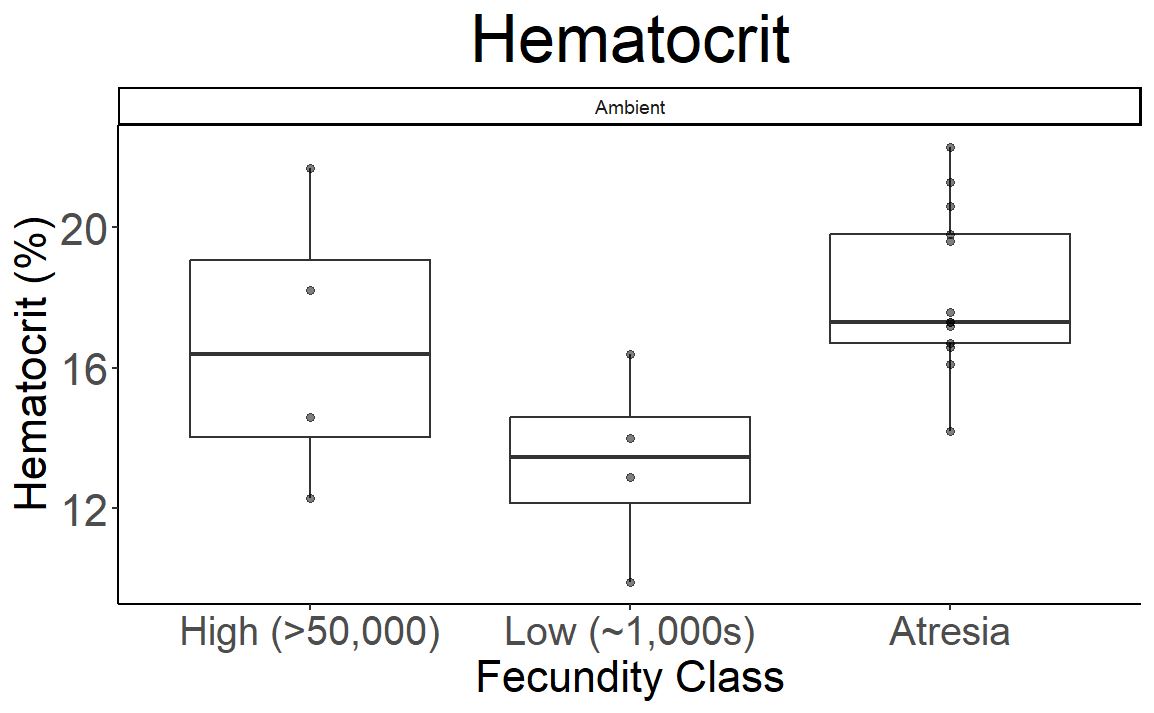 Hematocrit
Ambient
Hematocrit (%)
20
16
12
High (>50,000)
Low (~1,000s)
Atresia
Fecundity Class